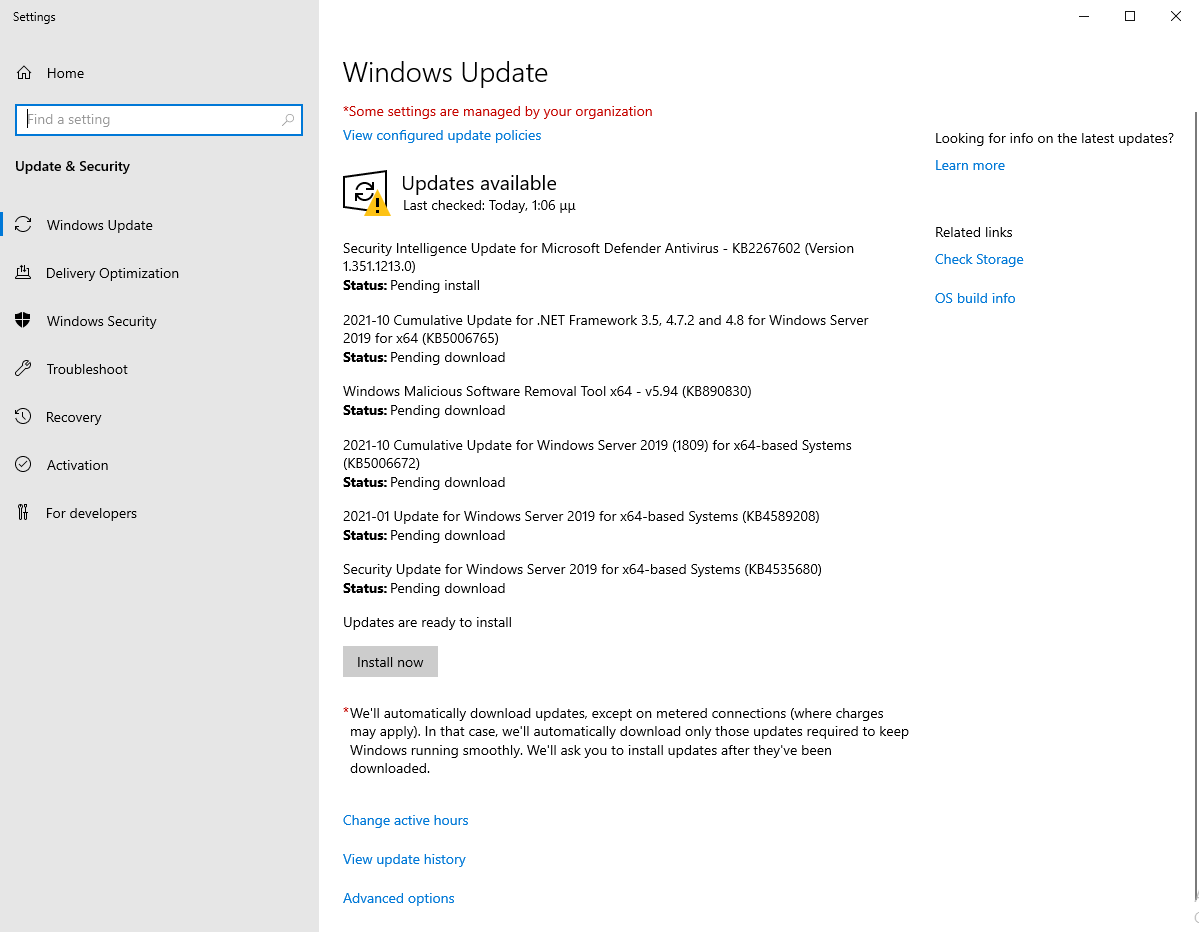 Settings
Home
Find a setting
Update & Security
Windows Update
Delivery Optimization
Windows Security
Troubleshoot
Recovery
Activation
For developers
Windows Update
*Some settings are managed by your organization
View configured update policies
Updates available
Last checked: Today, 1:06 μμ
Security Intelligence Update for Microsoft Defender Antivirus - KB2267602 (Version
1.351.1213.0)
Status: Pending install
2021-10 Cumulative Update for .NET Framework 3.5, 4.7.2 and 4.8 for Windows Server
2019 for x64 (KB5006765)
Status: Pending download
Windows Malicious Software Removal Tool x64 - v5.94 (KB890830)
Status: Pending download
2021-10 Cumulative Update for Windows Server 2019 (1809) for x64-based Systems
(KB5006672)
Status: Pending download
2021-01 Update for Windows Server 2019 for x64-based Systems (KB4589208)
Status: Pending download
Security Update for Windows Server 2019 for x64-based Systems (KB4535680)
Status: Pending download
Updates are ready to install
Install now
*We'll automatically download updates, except on metered connections (where charges
may apply). In that case, we'll automatically download only those updates required to keep
Windows running smoothly. We'll ask you to install updates after they've been
downloaded.
Change active hours
View update history
Advanced options
Looking for info on the latest updates?
Learn more
Related links
Check Storage
OS build info